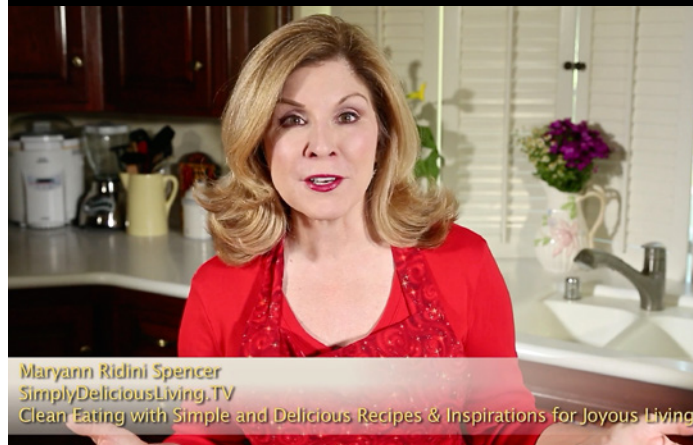 Maryann Ridini Spencer
SimplyDeliciousLiving.TV
Clean Eating with Simple and Delicious Recipes & Inspirations for Joyous Living